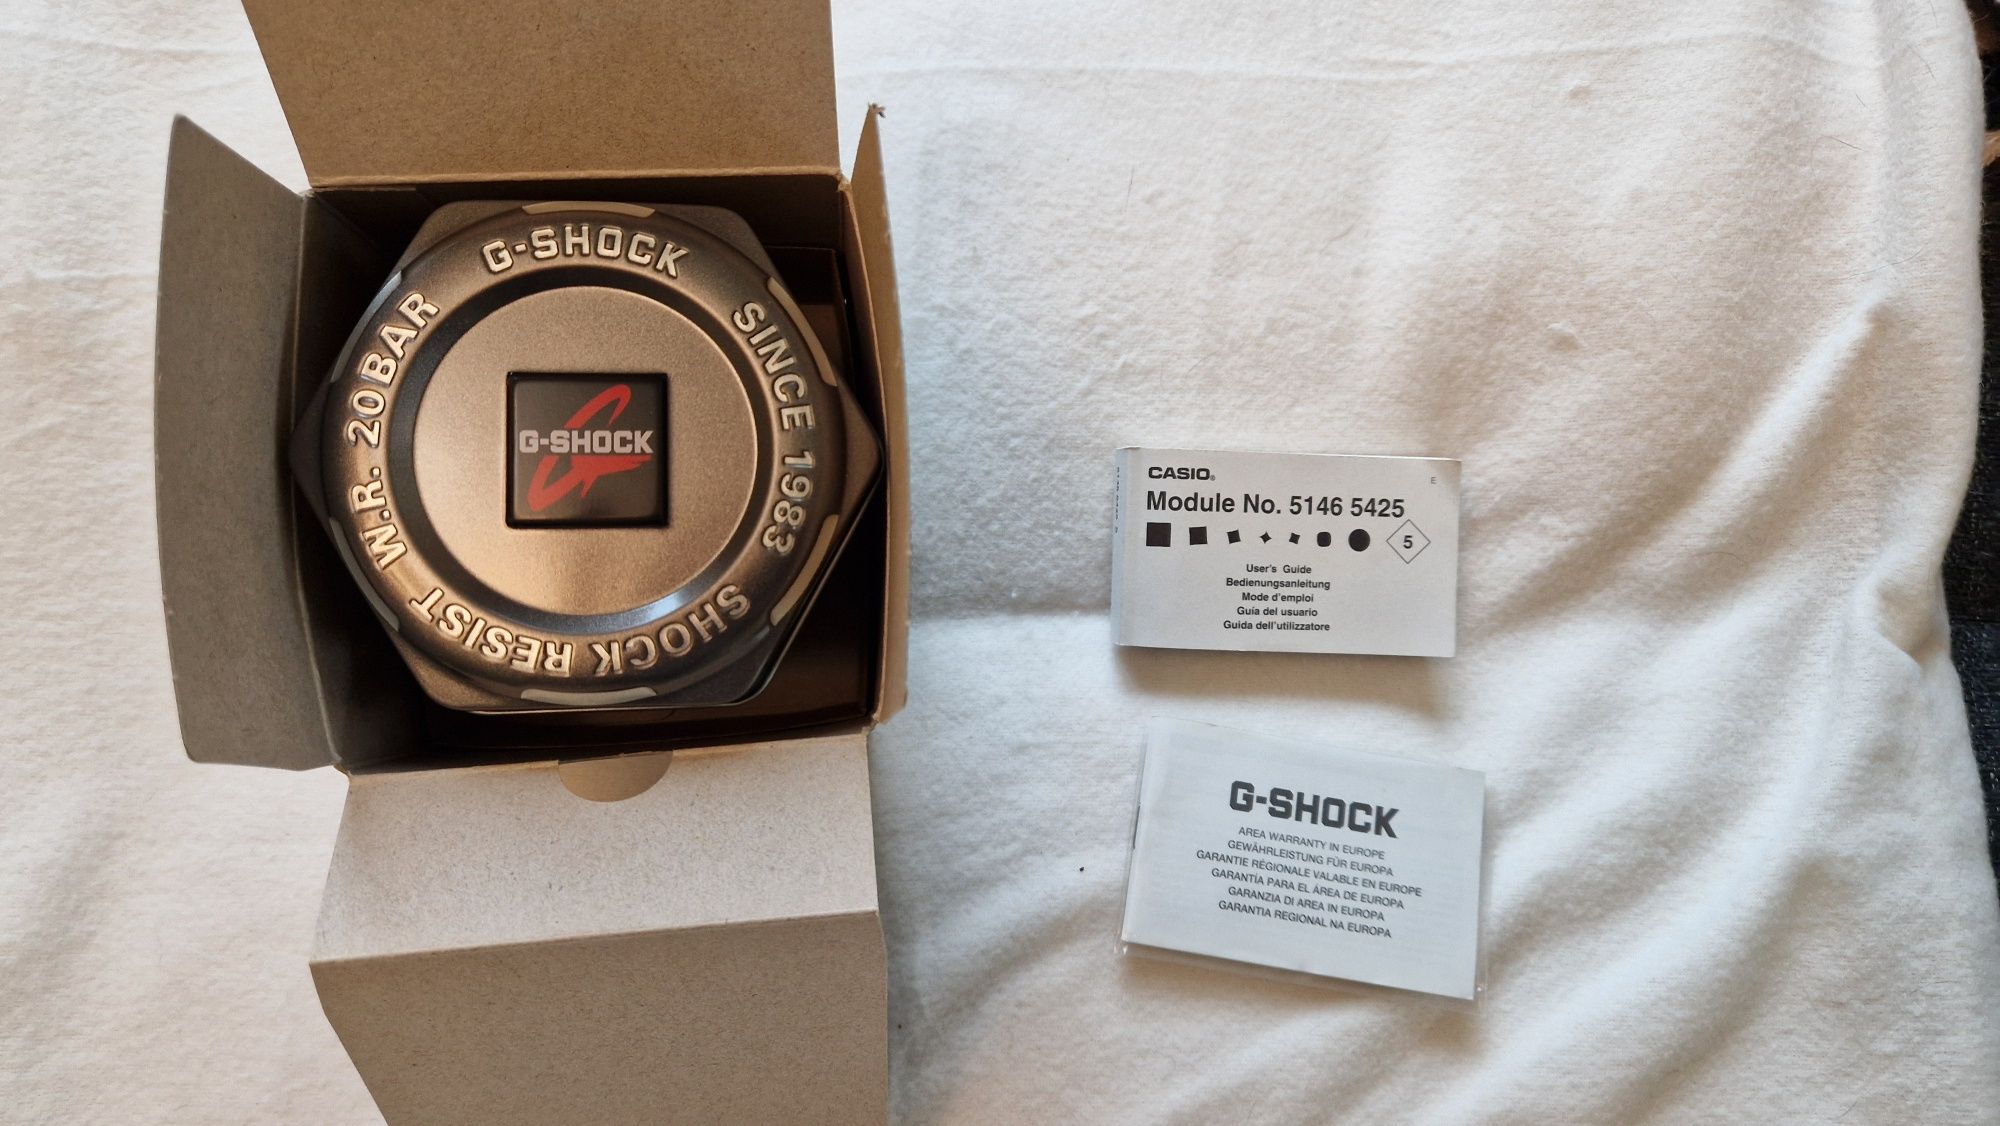 G-SHOCK
SINCE 1983
SHOCK RESIST
W.R. 20BAR
G-SHOCK
CASIO®
E
Module No. 5146 5425
5
User's Guide
Bedienungsanleitung
Mode d'emploi
Guía del usuario
Guida dell'utilizzatore
G-SHOCK
AREA WARRANTY IN EUROPE
GEWÄHRLEISTUNG FÜR EUROPA
GARANTIE RÉGIONALE VALABLE EN EUROPE
GARANTÍA PARA EL ÁREA DE EUROPA
GARANZIA DI AREA IN EUROPA
GARANTIA REGIONAL NA EUROPA